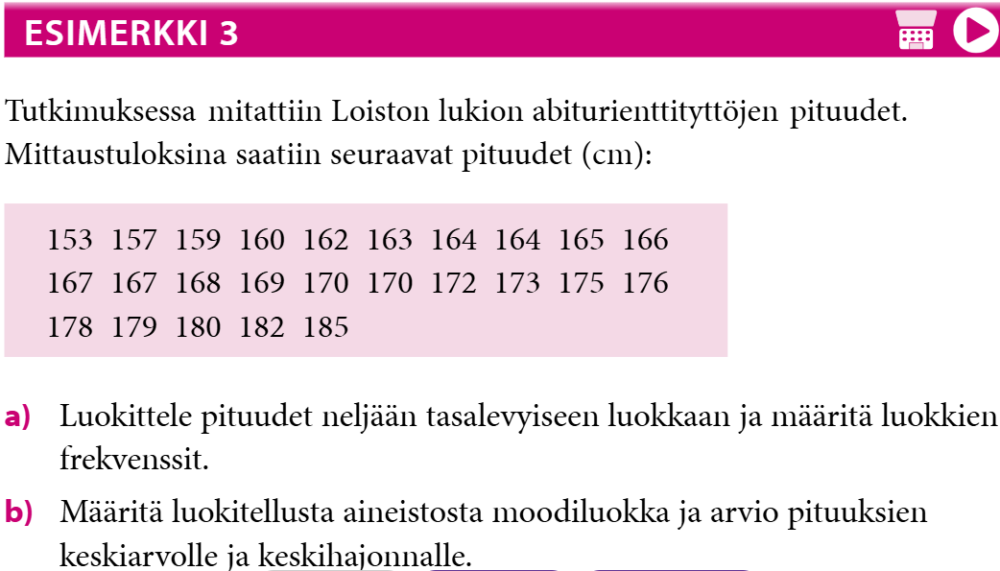 ESIMERKKI 3
Tutkimuksessa mitattiin Loiston lukion abiturienttityttöjen pituudet.
Mittaustuloksina saatiin seuraavat pituudet (cm):
153 157 159 160 162 163 164 164 165 166
167 167 168 169 170 170 172 173 175 176
178 179 180 182 185
a) Luokittele pituudet neljään tasalevyiseen luokkaan ja määritä luokkien
frekvenssit.
b) Määritä luokitellusta aineistosta moodiluokka ja arvio pituuksien
keskiarvolle ja keskihajonnalle.